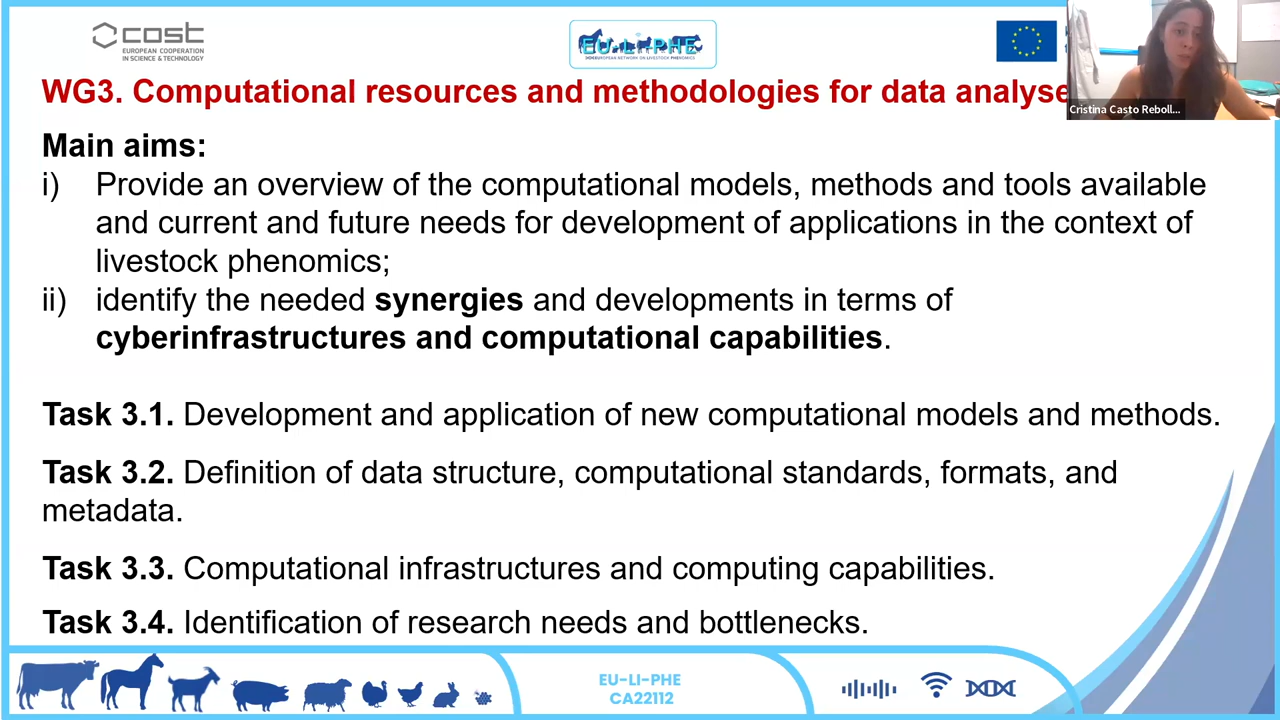 cost
EUROPEAN COOPERATION
IN SCIENCE & TECHNOLOGY
EU-LI-PHE
EUROPEAN NETWORK ON LIVESTOCK PHENOMICS
WG3. Computational resources and methodologies for data analyse
Cristina Casto Reboll...
Main aims:
i) Provide an overview of the computational models, methods and tools available
and current and future needs for development of applications in the context of
livestock phenomics;
ii) identify the needed synergies and developments in terms of
cyberinfrastructures and computational capabilities.
Task 3.1. Development and application of new computational models and methods.
Task 3.2. Definition of data structure, computational standards, formats, and
metadata.
Task 3.3. Computational infrastructures and computing capabilities.
Task 3.4. Identification of research needs and bottlenecks.
EU-LI-PHE
CA22112